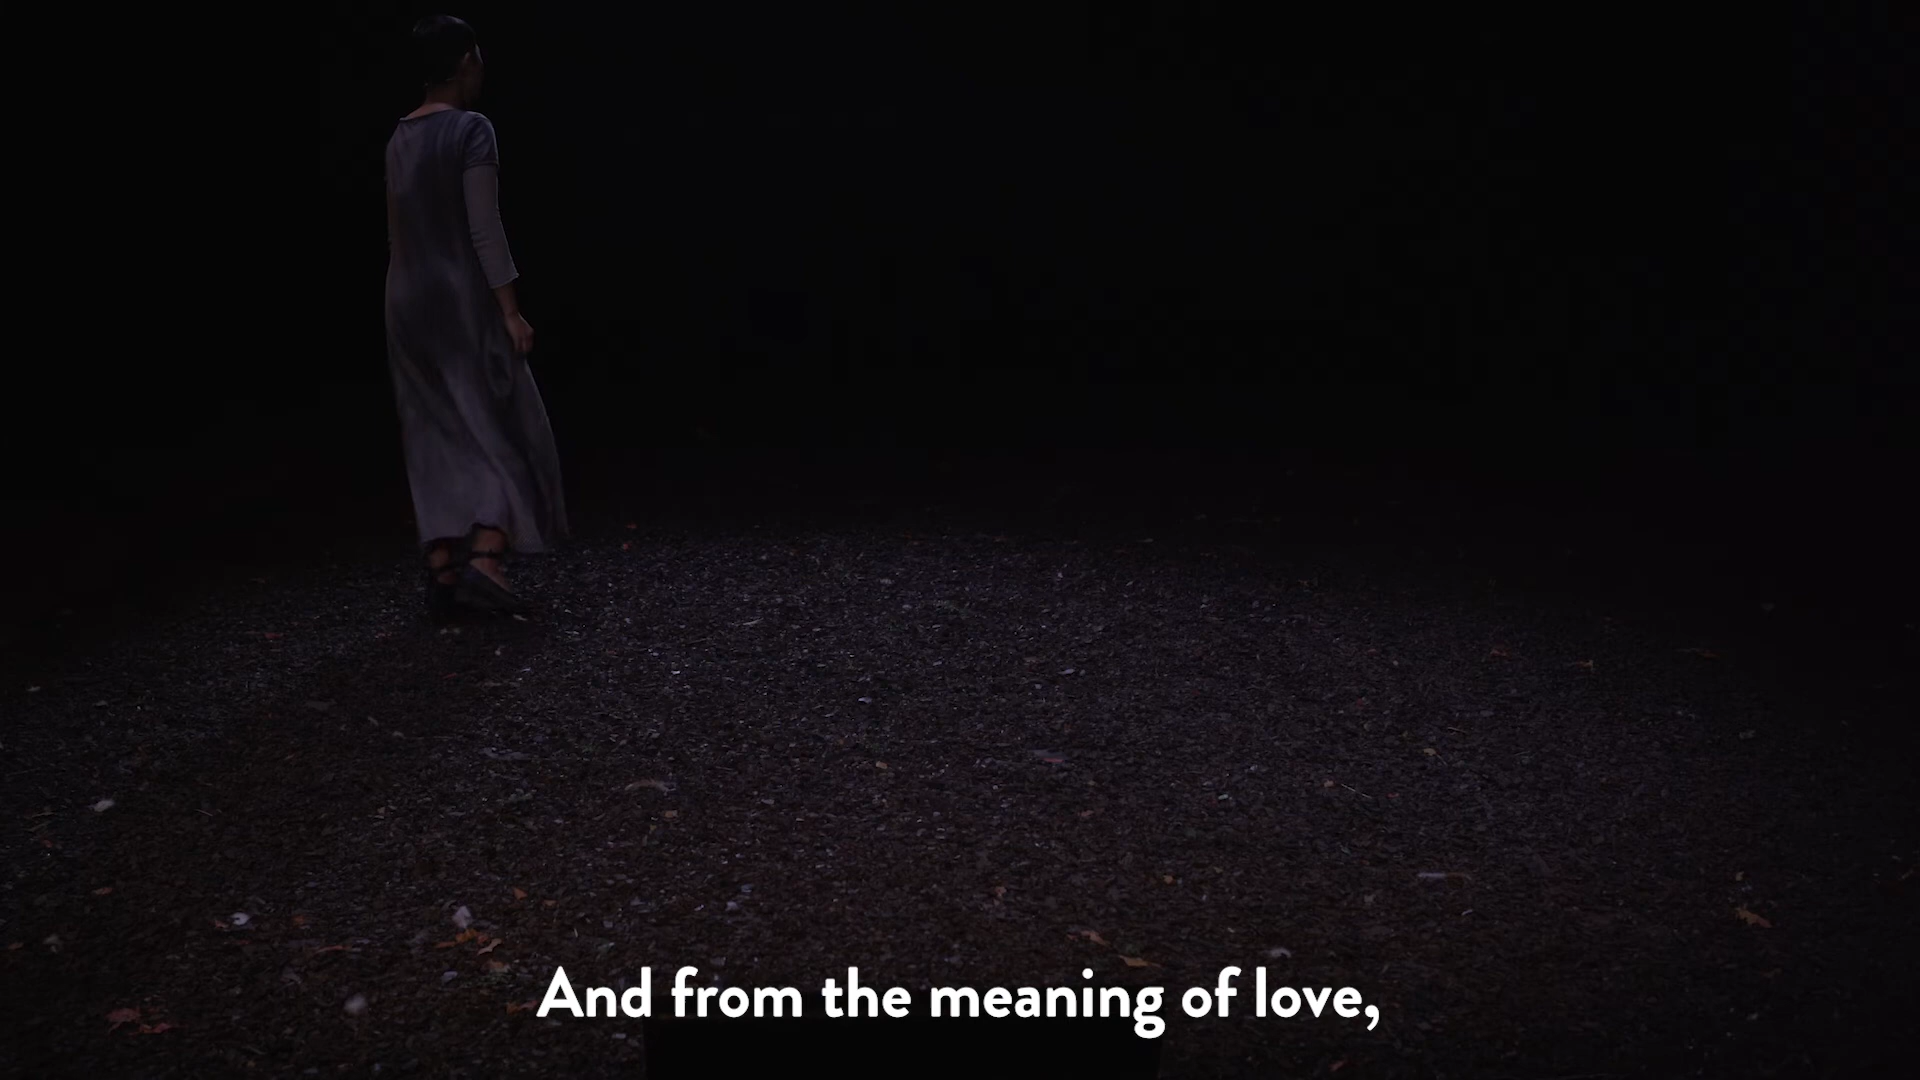 And from the meaning of love,